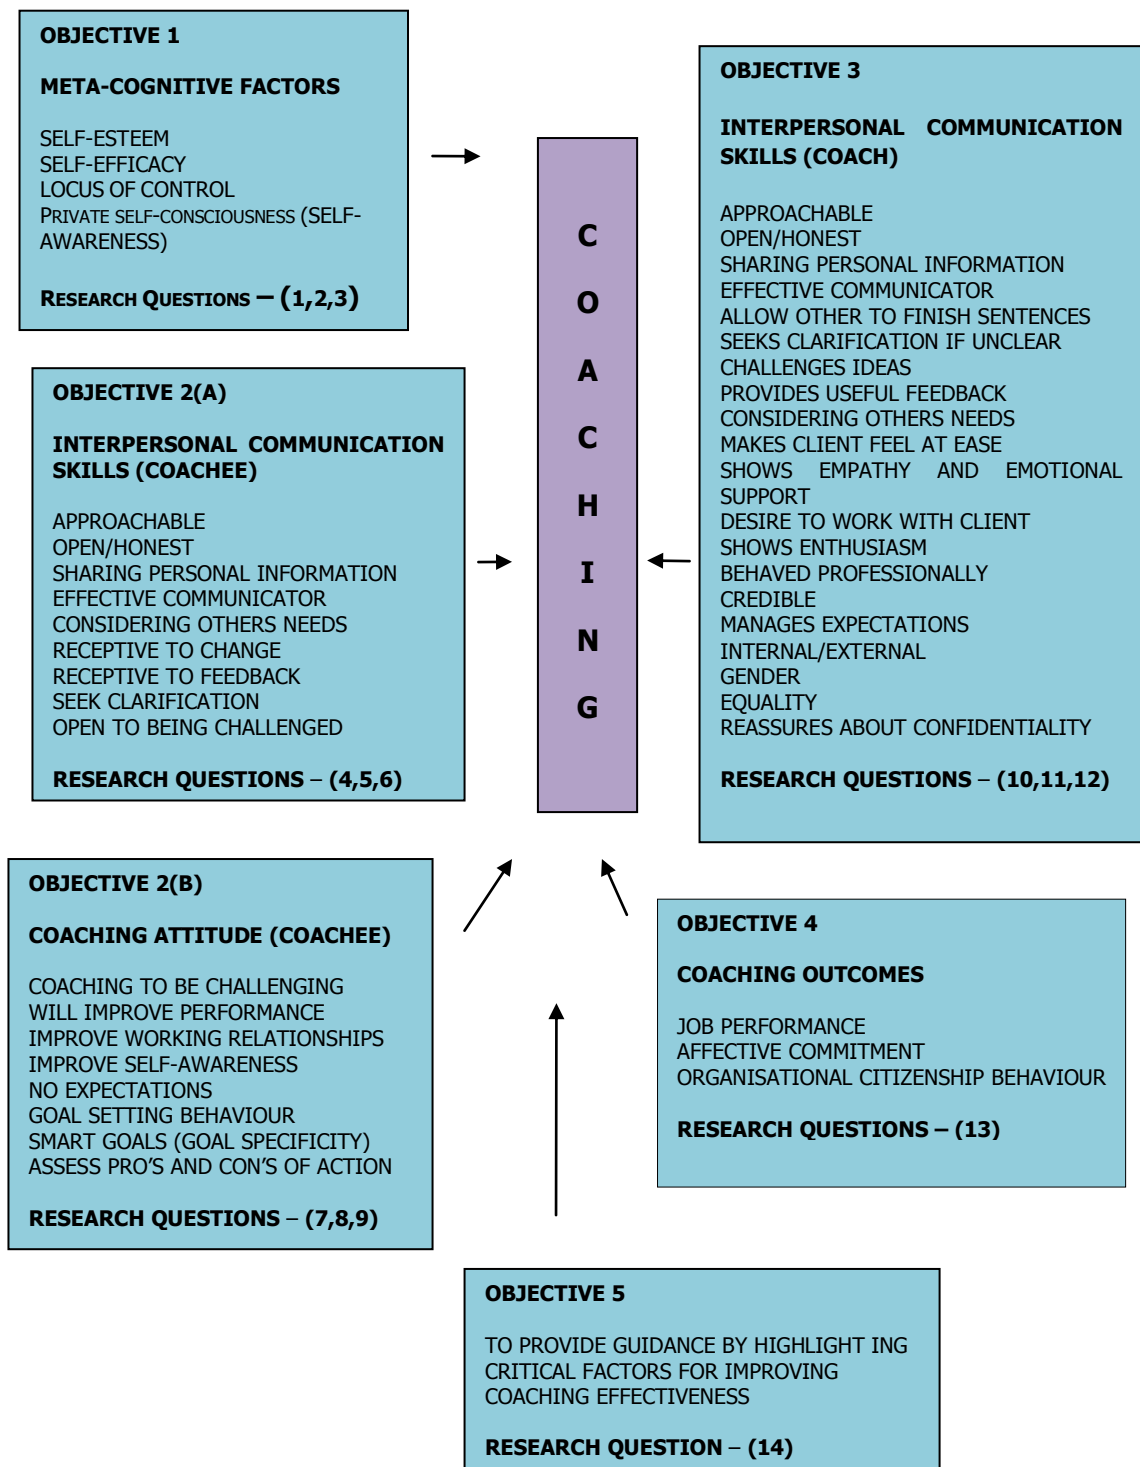 OBJECTIVE 1
META-COGNITIVE FACTORS
SELF-ESTEEM
SELF-EFFICACY
LOCUS OF CONTROL
PRIVATE SELF-CONSCIOUSNESS (SELF-
AWARENESS)
RESEARCH QUESTIONS – (1,2,3)
OBJECTIVE 2(A)
INTERPERSONAL COMMUNICATION
SKILLS (COACHEE)
APPROACHABLE
OPEN/HONEST
SHARING PERSONAL INFORMATION
EFFECTIVE COMMUNICATOR
CONSIDERING OTHERS NEEDS
RECEPTIVE TO CHANGE
RECEPTIVE TO FEEDBACK
SEEK CLARIFICATION
OPEN TO BEING CHALLENGED
RESEARCH QUESTIONS – (4,5,6)
OBJECTIVE 2(B)
COACHING ATTITUDE (COACHEE)
COACHING TO BE CHALLENGING
WILL IMPROVE PERFORMANCE
IMPROVE WORKING RELATIONSHIPS
IMPROVE SELF-AWARENESS
NO EXPECTATIONS
GOAL SETTING BEHAVIOUR
SMART GOALS (GOAL SPECIFICITY)
ASSESS PRO'S AND CON'S OF ACTION
RESEARCH QUESTIONS – (7,8,9)
C
O
A
C
H
I
N
G
OBJECTIVE 3
INTERPERSONAL COMMUNICATION
SKILLS (COACH)
APPROACHABLE
OPEN/HONEST
SHARING PERSONAL INFORMATION
EFFECTIVE COMMUNICATOR
ALLOW OTHER TO FINISH SENTENCES
SEEKS CLARIFICATION IF UNCLEAR
CHALLENGES IDEAS
PROVIDES USEFUL FEEDBACK
CONSIDERING OTHERS NEEDS
MAKES CLIENT FEEL AT EASE
SHOWS EMPATHY AND EMOTIONAL
SUPPORT
DESIRE TO WORK WITH CLIENT
SHOWS ENTHUSIASM
BEHAVED PROFESSIONALLY
CREDIBLE
MANAGES EXPECTATIONS
INTERNAL/EXTERNAL
GENDER
EQUALITY
REASSURES ABOUT CONFIDENTIALITY
RESEARCH QUESTIONS – (10,11,12)
OBJECTIVE 4
COACHING OUTCOMES
JOB PERFORMANCE
AFFECTIVE COMMITMENT
ORGANISATIONAL CITIZENSHIP BEHAVIOUR
RESEARCH QUESTIONS – (13)
OBJECTIVE 5
TO PROVIDE GUIDANCE BY HIGHLIGHT ING
CRITICAL FACTORS FOR IMPROVING
COACHING EFFECTIVENESS
RESEARCH QUESTION – (14)